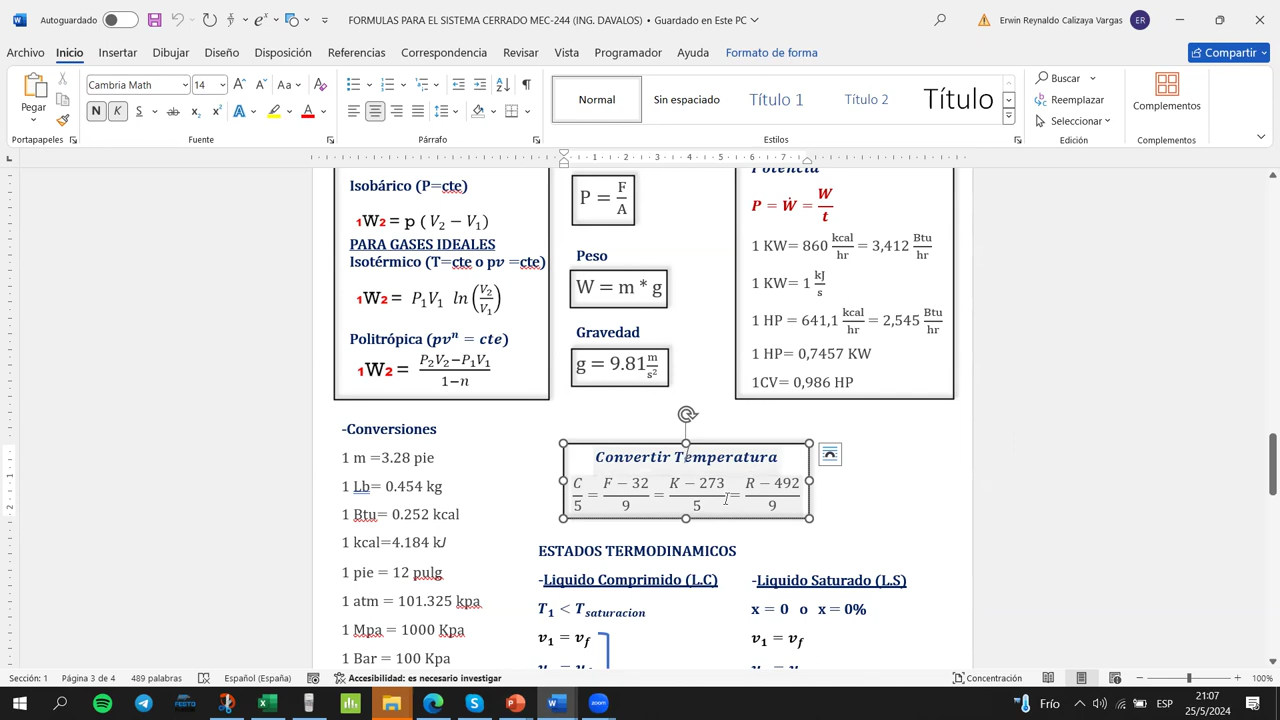 Autoguardado
FORMULAS PARA EL SISTEMA CERRADO MEC-244 (ING. DAVALOS) • Guardado en Este PC
Erwin Reynaldo Calizaya Vargas
ER
Archivo Inicio Insertar Dibujar Diseño Disposición Referencias Correspondencia Revisar Vista Programador Ayuda Formato de forma
Compartir
Pegar
Cambria Math 14
Normal
Sin espaciado
Título 1
Título 2
Título
Buscar
Reemplazar
Seleccionar
Complementos
Portapapeles Fuente Párrafo Estilos Edición Complementos
Isobárico (P=cte)
₁W₂ = p ( V₂ − V₁)
PARA GASES IDEALES
Isotérmico (T=cte o pv =cte)
₁W₂ = P₁V₁ ln(V₂/V₁)
Politrópica (pvⁿ = cte)
₁W₂ = (P₂V₂−P₁V₁)/(1−n)
P = F/A
Peso
W = m * g
Gravedad
g = 9.81 m/s²
Potencia
P = Ẇ = W/t
1 KW= 860 kcal/hr = 3,412 Btu/hr
1 KW= 1 kJ/s
1 HP = 641,1 kcal/hr = 2,545 Btu/hr
1 HP= 0,7457 KW
1CV= 0,986 HP
-Conversiones
1 m =3.28 pie
1 Lb= 0.454 kg
1 Btu= 0.252 kcal
1 kcal=4.184 kJ
1 pie = 12 pulg
1 atm = 101.325 kpa
1 Mpa = 1000 Kpa
1 Bar = 100 Kpa
Convertir Temperatura
C/5 = (F − 32)/9 = (K − 273)/5 = (R − 492)/9
ESTADOS TERMODINAMICOS
-Liquido Comprimido (L.C)
T₁ < Tsaturacion
v₁ = vf
-Liquido Saturado (L.S)
x = 0 o x = 0%
v₁ = vf
Sección: 1 Página 3 de 4 489 palabras Español (España) Accesibilidad: es necesario investigar Concentración 100%
Frío
ESP
21:07
25/5/2024